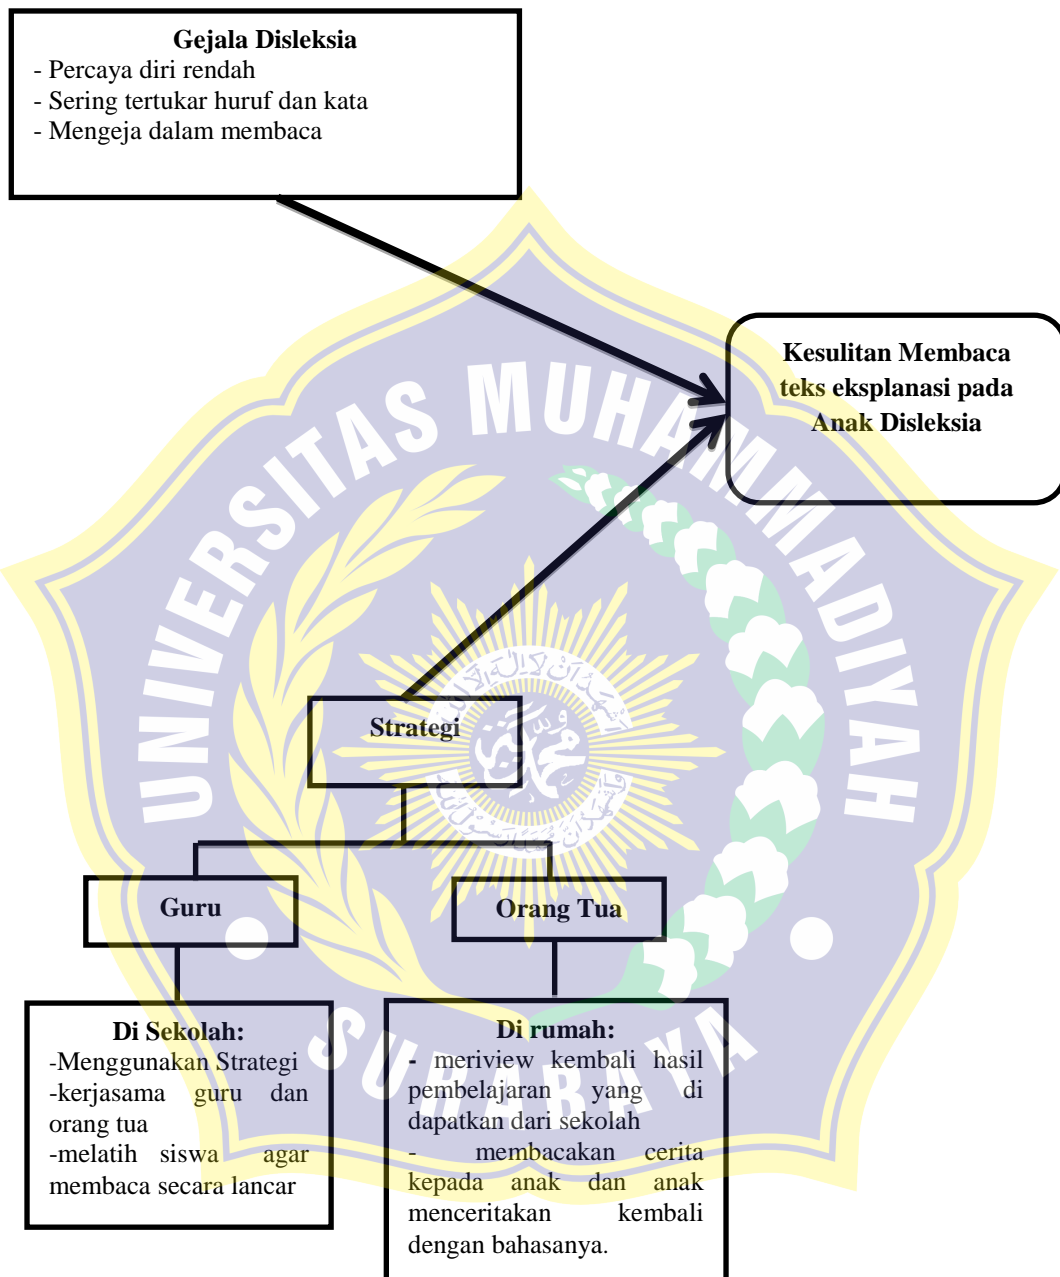 Gejala Disleksia
- Percaya diri rendah
- Sering tertukar huruf dan kata
- Mengeja dalam membaca
Kesulitan Membaca
teks eksplanasi pada
Anak Disleksia
UNIVERSITAS MUHAMMADIYAH
Strategi
Guru
Orang Tua
Di Sekolah:
-Menggunakan Strategi
-kerjasama guru dan
orang tua
-melatih siswa agar
membaca secara lancar
Di rumah:
- meriview kembali hasil
pembelajaran yang di
dapatkan dari sekolah
- membacakan cerita
kepada anak dan anak
menceritakan kembali
dengan bahasanya.
SURABAYA